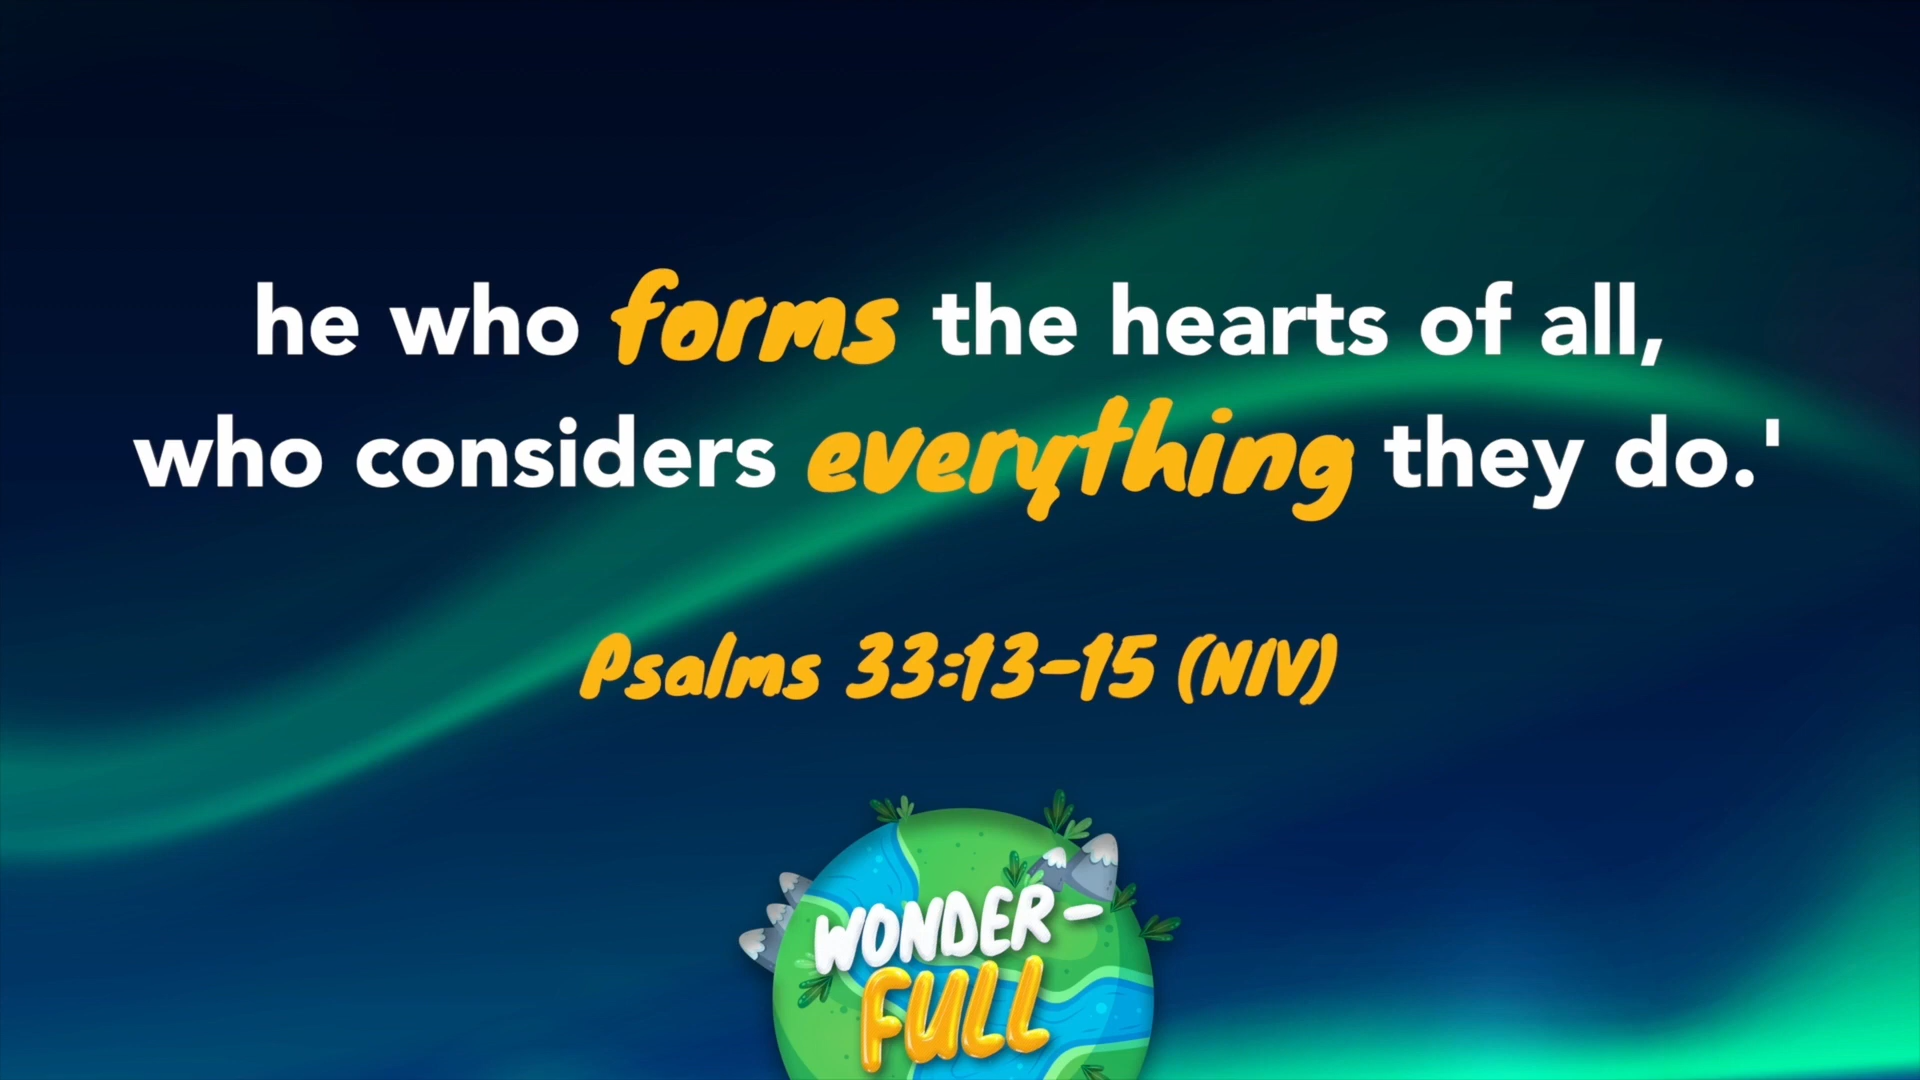 he who forms the hearts of all,
who considers everything they do.'
Psalms 33:13-15 (NIV)
WONDER-
FULL